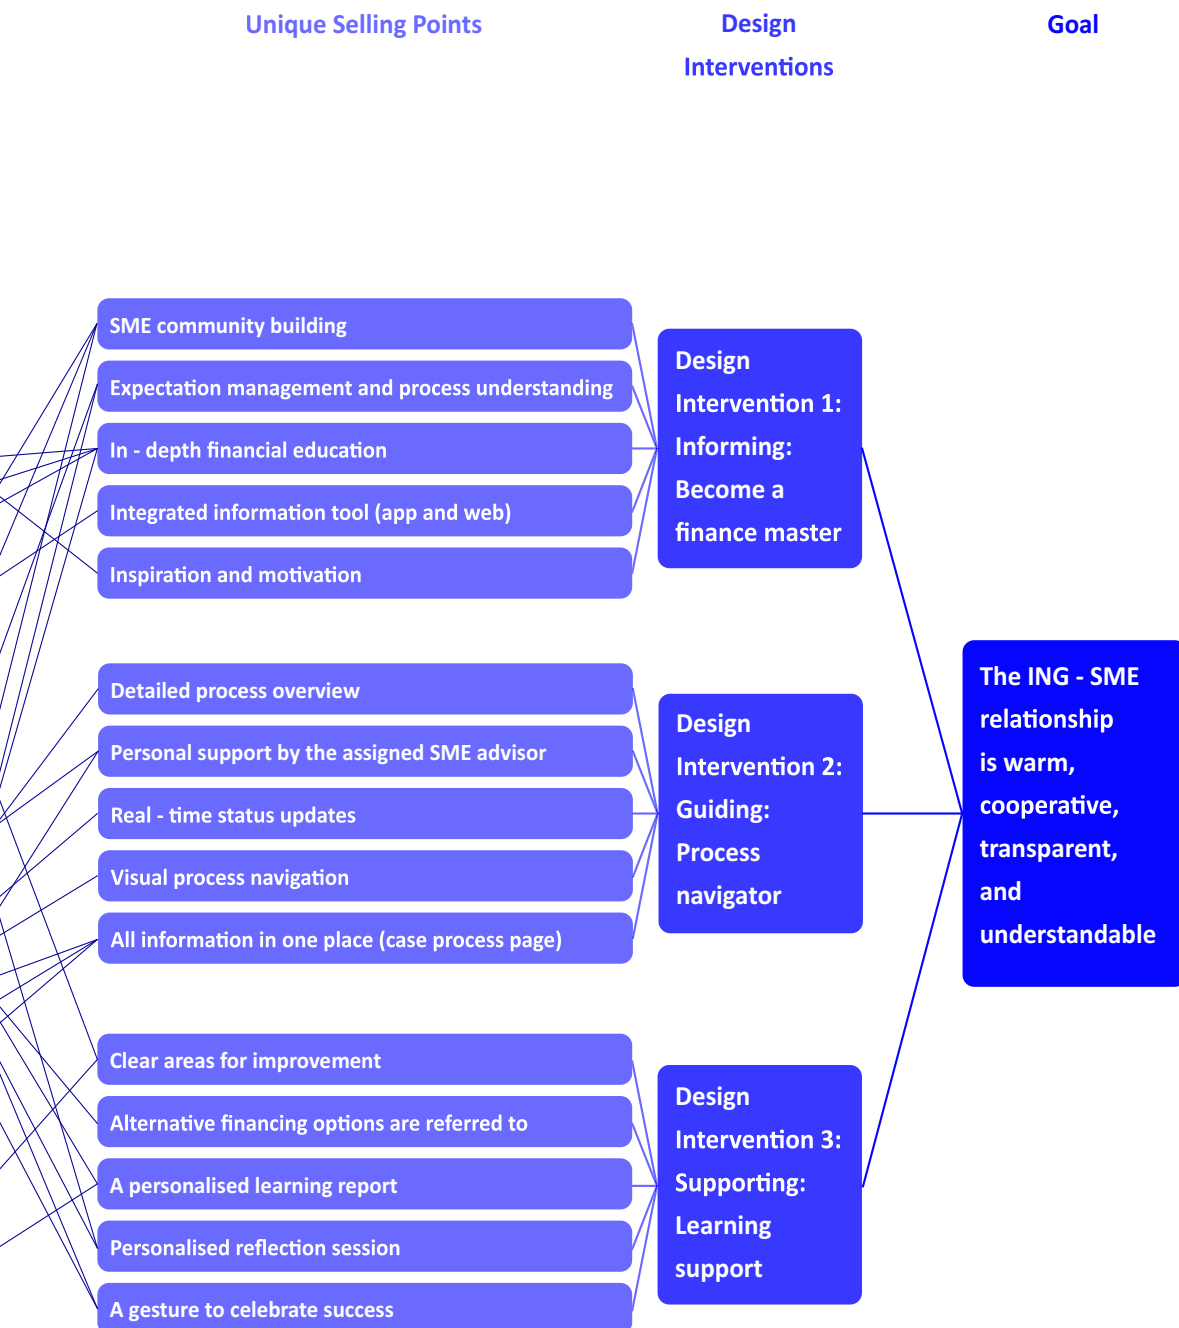 Unique Selling Points
Design
Interventions
Goal
SME community building
Expectation management and process understanding
In - depth financial education
Integrated information tool (app and web)
Inspiration and motivation
Design
Intervention 1:
Informing:
Become a
finance master
Detailed process overview
Personal support by the assigned SME advisor
Real - time status updates
Visual process navigation
All information in one place (case process page)
Design
Intervention 2:
Guiding:
Process
navigator
Clear areas for improvement
Alternative financing options are referred to
A personalised learning report
Personalised reflection session
A gesture to celebrate success
Design
Intervention 3:
Supporting:
Learning
support
The ING - SME
relationship
is warm,
cooperative,
transparent,
and
understandable